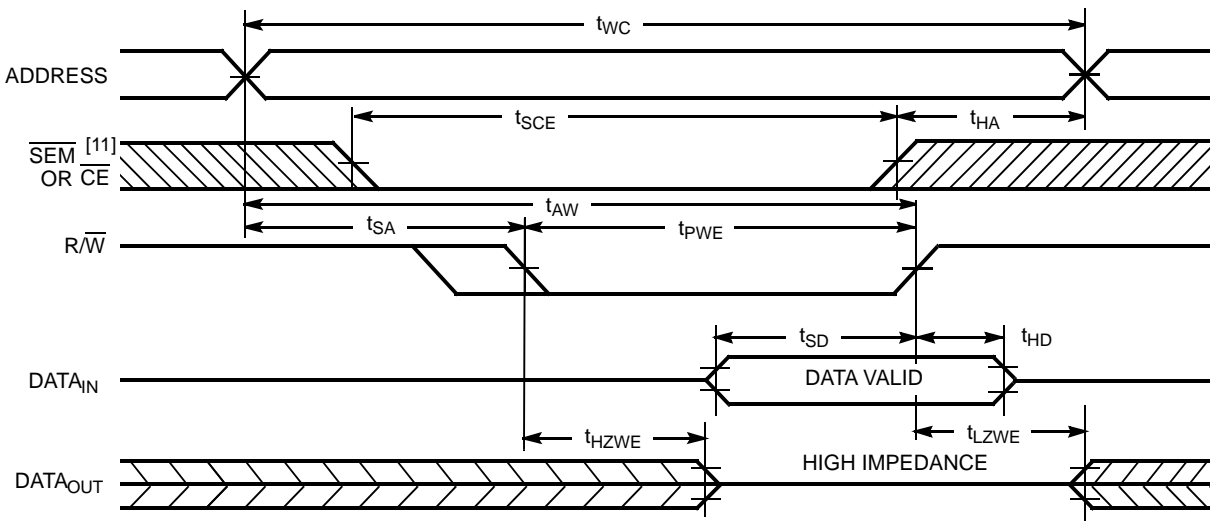 tWC
ADDRESS
tSCE
tHA
SEM [11]
OR CE
tAW
tSA
tPWE
R/W
tSD
tHD
DATAIN
DATA VALID
tHZWE
tLZWE
HIGH IMPEDANCE
DATAOUT